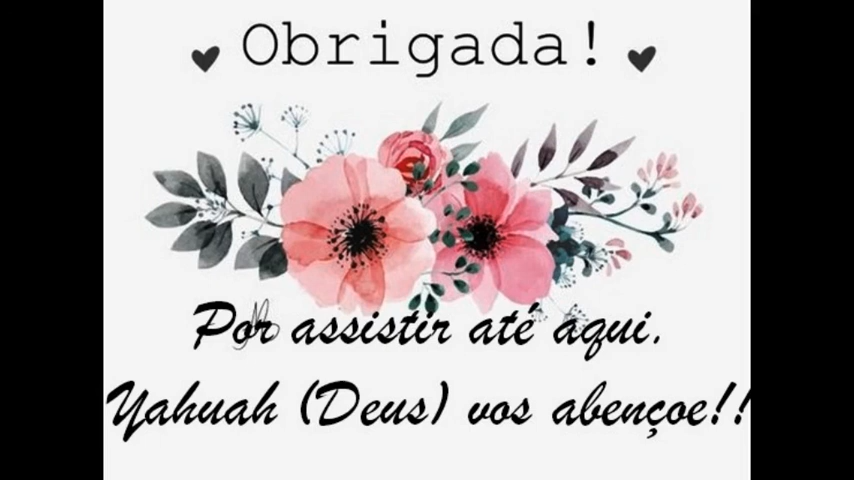 Obrigada!
Por assistir até aqui.
Yahuah (Deus) vos abençoe!!